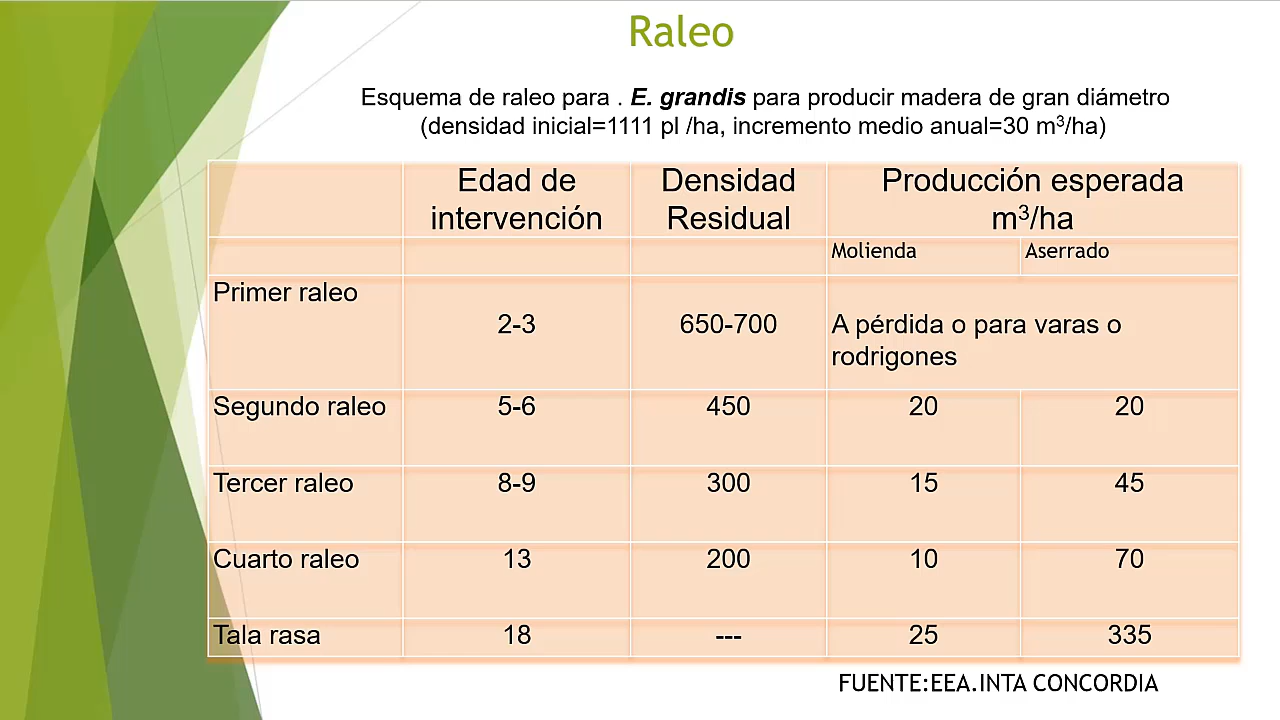 Raleo
Esquema de raleo para . E. grandis para producir madera de gran diámetro
(densidad inicial=1111 pl /ha, incremento medio anual=30 m³/ha)
Edad de intervención Densidad Residual Producción esperada m³/ha
Molienda Aserrado
Primer raleo 2-3 650-700 A pérdida o para varas o rodrigones
Segundo raleo 5-6 450 20 20
Tercer raleo 8-9 300 15 45
Cuarto raleo 13 200 10 70
Tala rasa 18 --- 25 335
FUENTE:EEA.INTA CONCORDIA